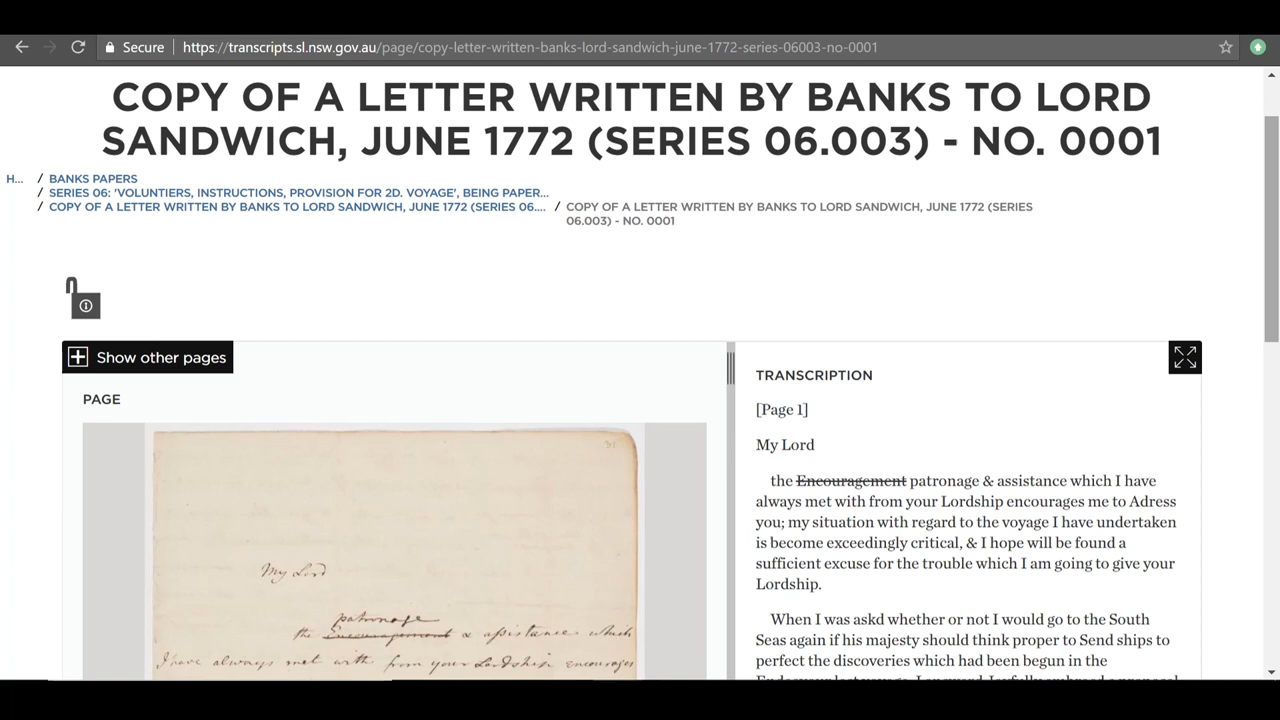 Secure
https://transcripts.sl.nsw.gov.au/page/copy-letter-written-banks-lord-sandwich-june-1772-series-06003-no-0001
COPY OF A LETTER WRITTEN BY BANKS TO LORD
SANDWICH, JUNE 1772 (SERIES 06.003) - NO. 0001
H... / BANKS PAPERS
/ SERIES 06: 'VOLUNTIERS, INSTRUCTIONS, PROVISION FOR 2D. VOYAGE', BEING PAPER...
/ COPY OF A LETTER WRITTEN BY BANKS TO LORD SANDWICH, JUNE 1772 (SERIES 06.... / COPY OF A LETTER WRITTEN BY BANKS TO LORD SANDWICH, JUNE 1772 (SERIES
06.003) - NO. 0001
Show other pages
PAGE
31
My Lord
patronage
the Encouragement & assistance which
I have always met with from your Lordship encourages
TRANSCRIPTION
[Page 1]
My Lord
the Encouragement patronage & assistance which I have
always met with from your Lordship encourages me to Adress
you; my situation with regard to the voyage I have undertaken
is become exceedingly critical, & I hope will be found a
sufficient excuse for the trouble which I am going to give your
Lordship.
When I was askd whether or not I would go to the South
Seas again if his majesty should think proper to Send ships to
perfect the discoveries which had been begun in the